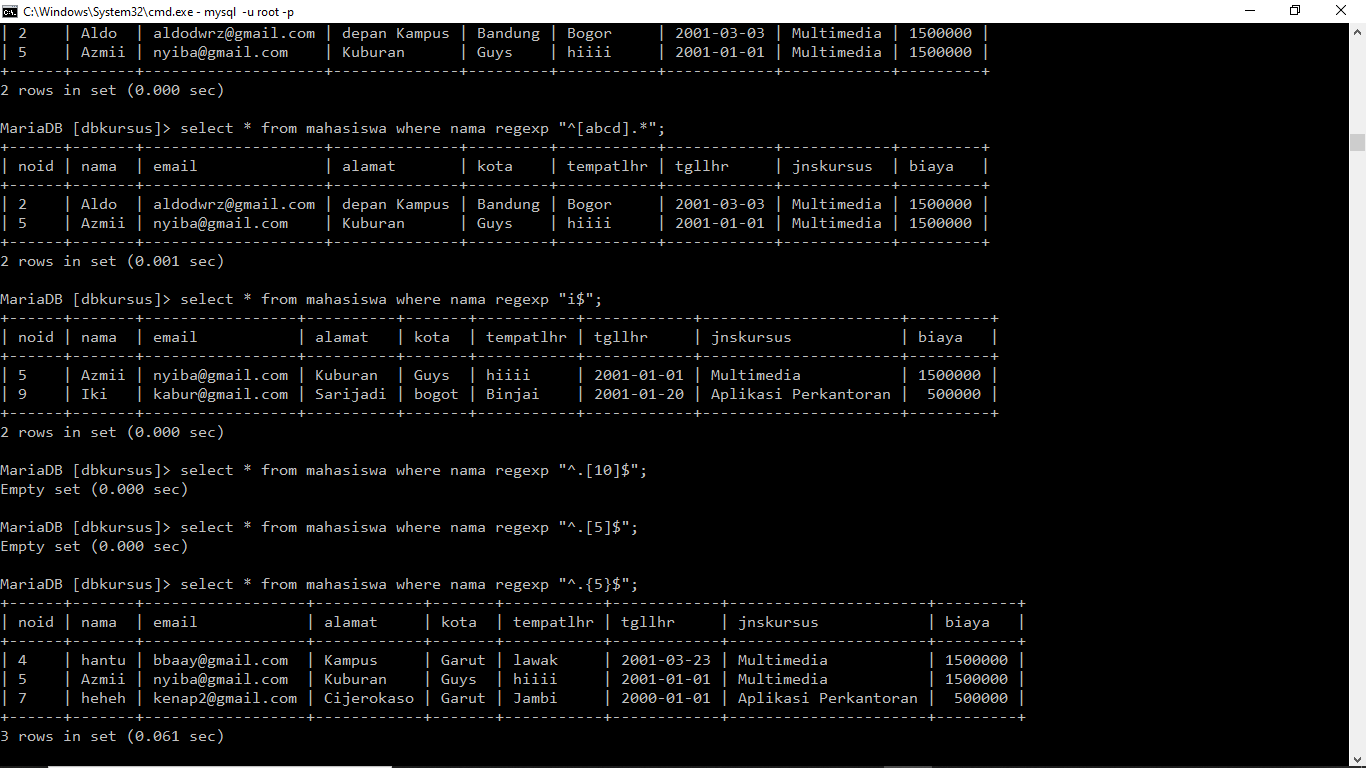 C:\Windows\System32\cmd.exe - mysql -u root -p
| 2    | Aldo  | aldodwrz@gmail.com | depan Kampus | Bandung | Bogor     | 2001-03-03 | Multimedia | 1500000 |
| 5    | Azmii | nyiba@gmail.com    | Kuburan      | Guys    | hiiii     | 2001-01-01 | Multimedia | 1500000 |
+------+-------+--------------------+--------------+---------+-----------+------------+------------+---------+
2 rows in set (0.000 sec)
MariaDB [dbkursus]> select * from mahasiswa where nama regexp "^[abcd].*";
+------+-------+--------------------+--------------+---------+-----------+------------+------------+---------+
| noid | nama  | email              | alamat       | kota    | tempatlhr | tgllhr     | jnskursus  | biaya   |
+------+-------+--------------------+--------------+---------+-----------+------------+------------+---------+
| 2    | Aldo  | aldodwrz@gmail.com | depan Kampus | Bandung | Bogor     | 2001-03-03 | Multimedia | 1500000 |
| 5    | Azmii | nyiba@gmail.com    | Kuburan      | Guys    | hiiii     | 2001-01-01 | Multimedia | 1500000 |
+------+-------+--------------------+--------------+---------+-----------+------------+------------+---------+
2 rows in set (0.001 sec)
MariaDB [dbkursus]> select * from mahasiswa where nama regexp "i$";
+------+-------+-----------------+----------+-------+-----------+------------+----------------------+---------+
| noid | nama  | email           | alamat   | kota  | tempatlhr | tgllhr     | jnskursus            | biaya   |
+------+-------+-----------------+----------+-------+-----------+------------+----------------------+---------+
| 5    | Azmii | nyiba@gmail.com | Kuburan  | Guys  | hiiii     | 2001-01-01 | Multimedia           | 1500000 |
| 9    | Iki   | kabur@gmail.com | Sarijadi | bogot | Binjai    | 2001-01-20 | Aplikasi Perkantoran |  500000 |
+------+-------+-----------------+----------+-------+-----------+------------+----------------------+---------+
2 rows in set (0.000 sec)
MariaDB [dbkursus]> select * from mahasiswa where nama regexp "^.[10]$";
Empty set (0.000 sec)
MariaDB [dbkursus]> select * from mahasiswa where nama regexp "^.[5]$";
Empty set (0.000 sec)
MariaDB [dbkursus]> select * from mahasiswa where nama regexp "^.{5}$";
+------+-------+------------------+------------+-------+-----------+------------+----------------------+---------+
| noid | nama  | email            | alamat     | kota  | tempatlhr | tgllhr     | jnskursus            | biaya   |
+------+-------+------------------+------------+-------+-----------+------------+----------------------+---------+
| 4    | hantu | bbaay@gmail.com  | Kampus     | Garut | lawak     | 2001-03-23 | Multimedia           | 1500000 |
| 5    | Azmii | nyiba@gmail.com  | Kuburan    | Guys  | hiiii     | 2001-01-01 | Multimedia           | 1500000 |
| 7    | heheh | kenap2@gmail.com | Cijerokaso | Garut | Jambi     | 2000-01-01 | Aplikasi Perkantoran |  500000 |
+------+-------+------------------+------------+-------+-----------+------------+----------------------+---------+
3 rows in set (0.061 sec)